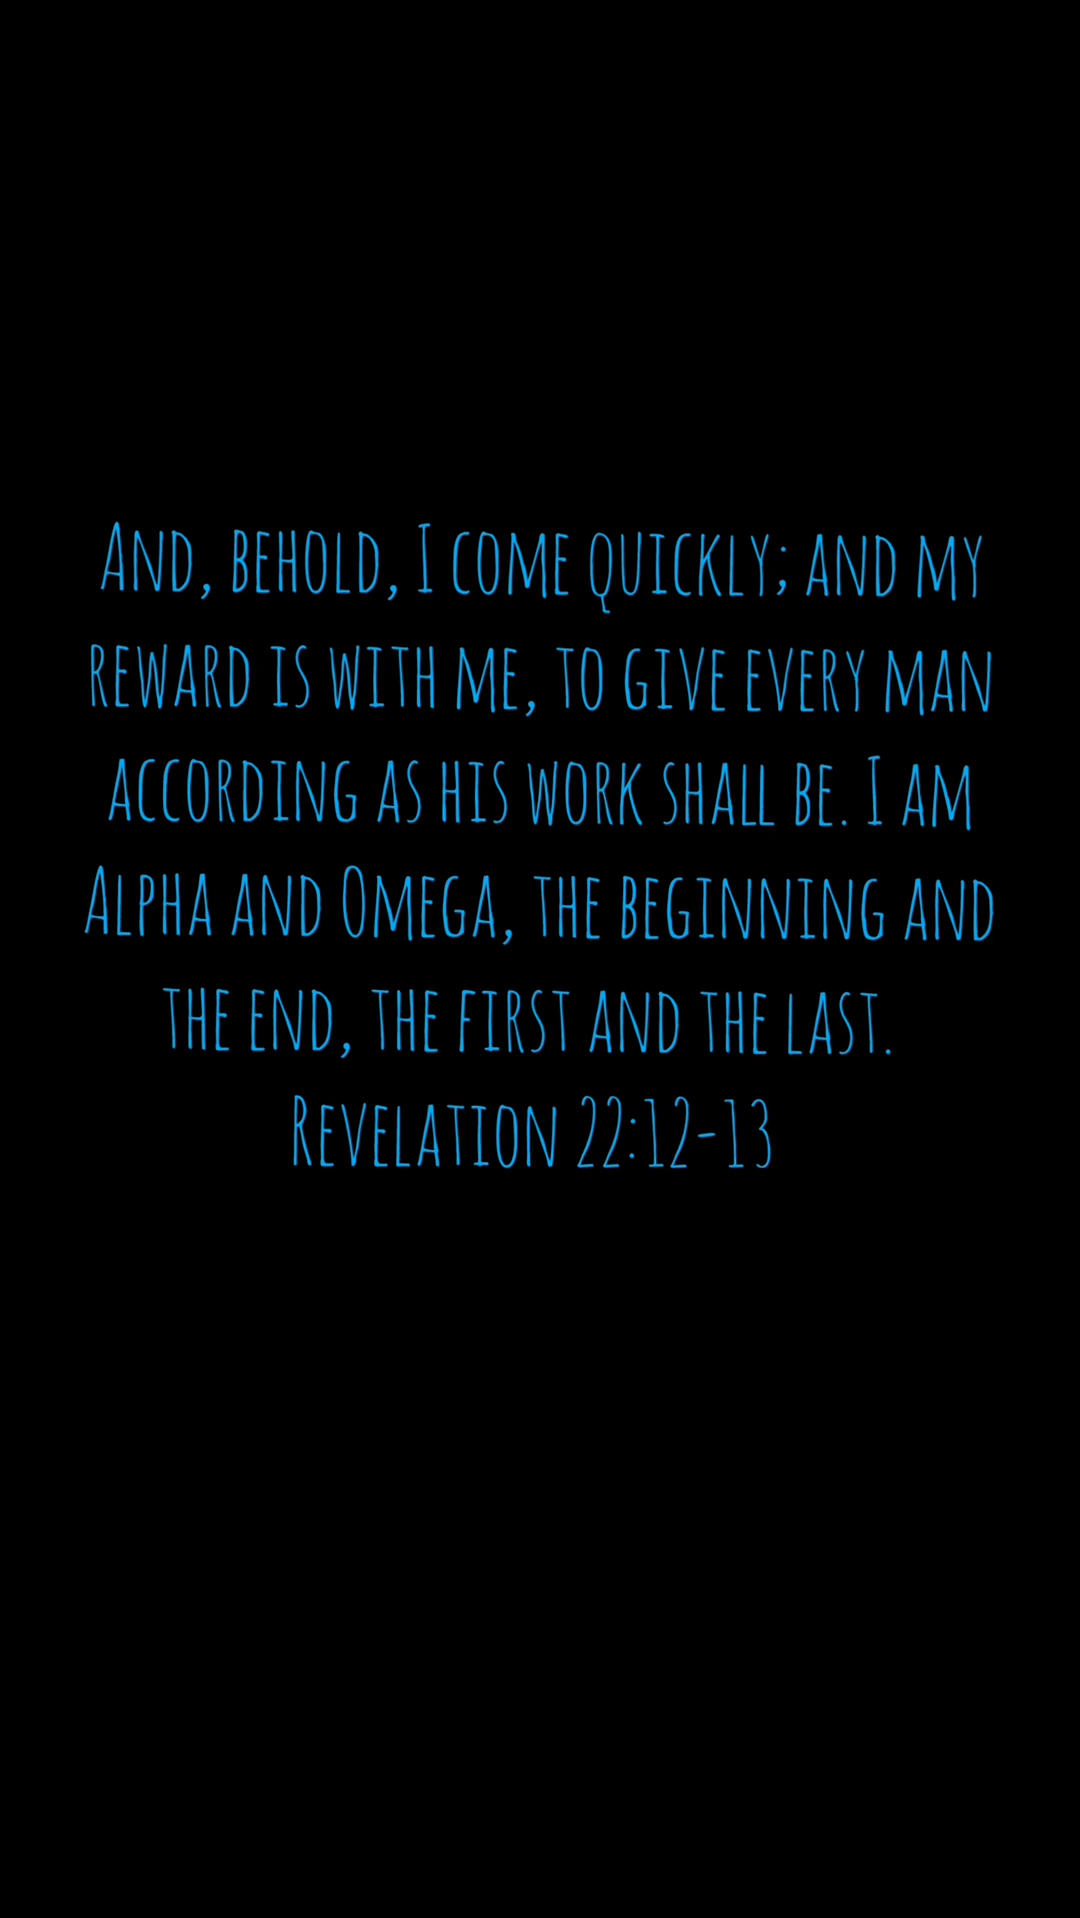 And, behold, I come quickly; and my
reward is with me, to give every man
according as his work shall be. I am
Alpha and Omega, the beginning and
the end, the first and the last.
Revelation 22:12-13